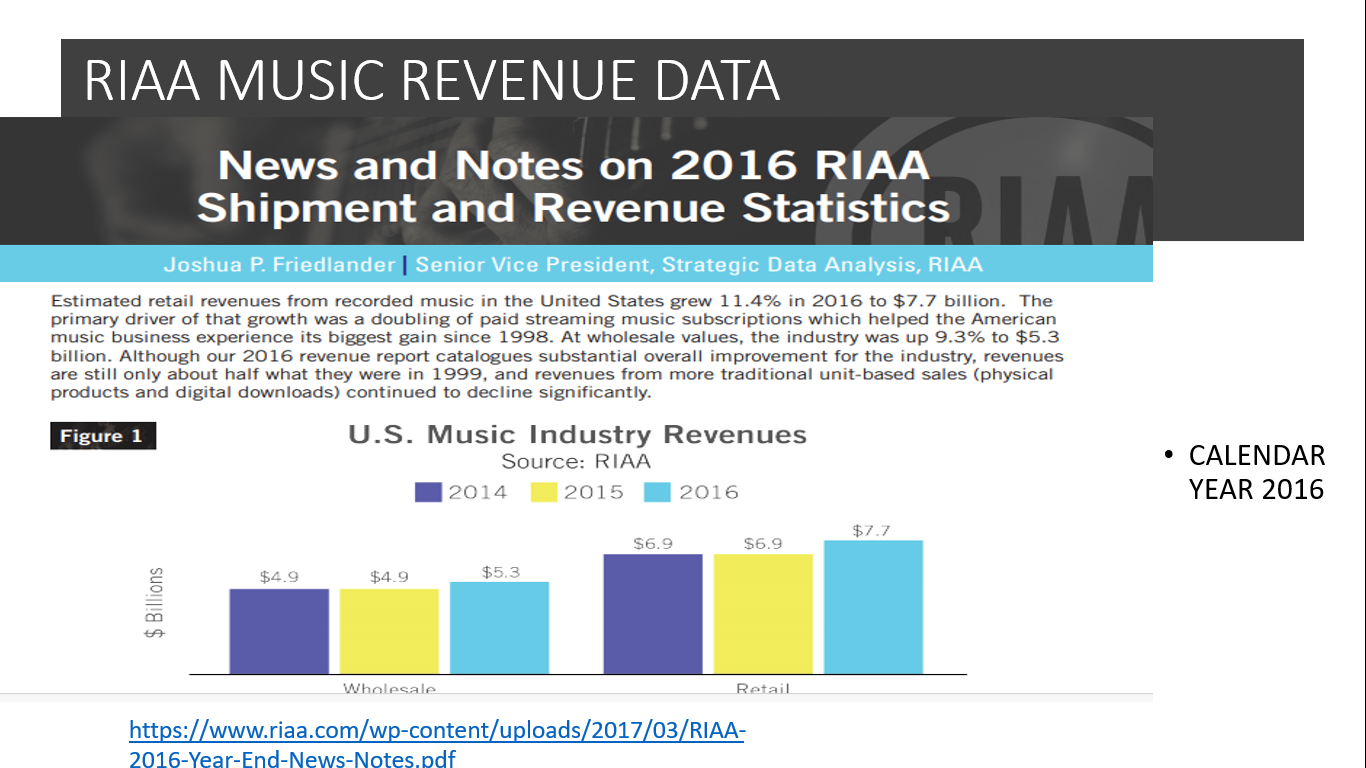 RIAA MUSIC REVENUE DATA
RIAA
News and Notes on 2016 RIAA
Shipment and Revenue Statistics
Joshua P. Friedlander | Senior Vice President, Strategic Data Analysis, RIAA
Estimated retail revenues from recorded music in the United States grew 11.4% in 2016 to $7.7 billion. The
primary driver of that growth was a doubling of paid streaming music subscriptions which helped the American
music business experience its biggest gain since 1998. At wholesale values, the industry was up 9.3% to $5.3
billion. Although our 2016 revenue report catalogues substantial overall improvement for the industry, revenues
are still only about half what they were in 1999, and revenues from more traditional unit-based sales (physical
products and digital downloads) continued to decline significantly.
Figure 1
U.S. Music Industry Revenues
Source: RIAA
2014 2015 2016
$ Billions
$4.9 $4.9 $5.3 $6.9 $6.9 $7.7
Wholesale Retail
• CALENDAR
YEAR 2016
https://www.riaa.com/wp-content/uploads/2017/03/RIAA-
2016-Year-End-News-Notes.pdf